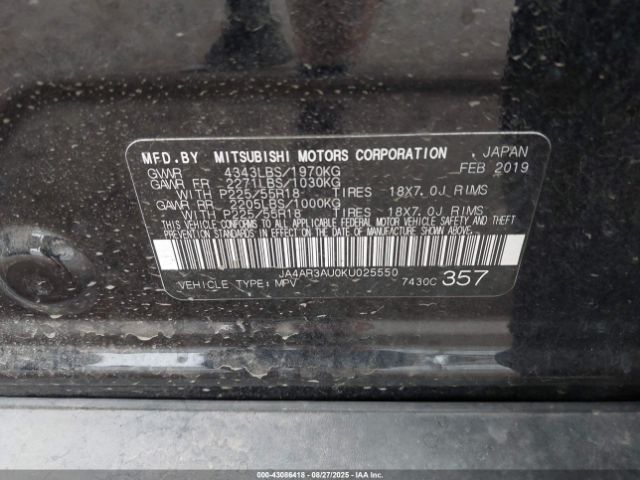 MFD.BY MITSUBISHI MOTORS CORPORATION , JAPAN
GVWR 4343LBS/1970KG FEB 2019
GAWR FR 2271LBS/1030KG
WITH P225/55R18 TIRES 18X7.0J RIMS
GAWR RR 2205LBS/1000KG
WITH P225/55R18 TIRES 18X7.0J RIMS
THIS VEHICLE CONFORMS TO ALL APPLICABLE FEDERAL MOTOR VEHICLE SAFETY AND THEFT
PREVENTION STANDARDS IN EFFECT ON THE DATE OF MANUFACTURE SHOWN ABOVE.
JA4AR3AU0KU025550
VEHICLE TYPE: MPV 7430C 357
000-43086418 - 08/27/2025 - IAAI.COM